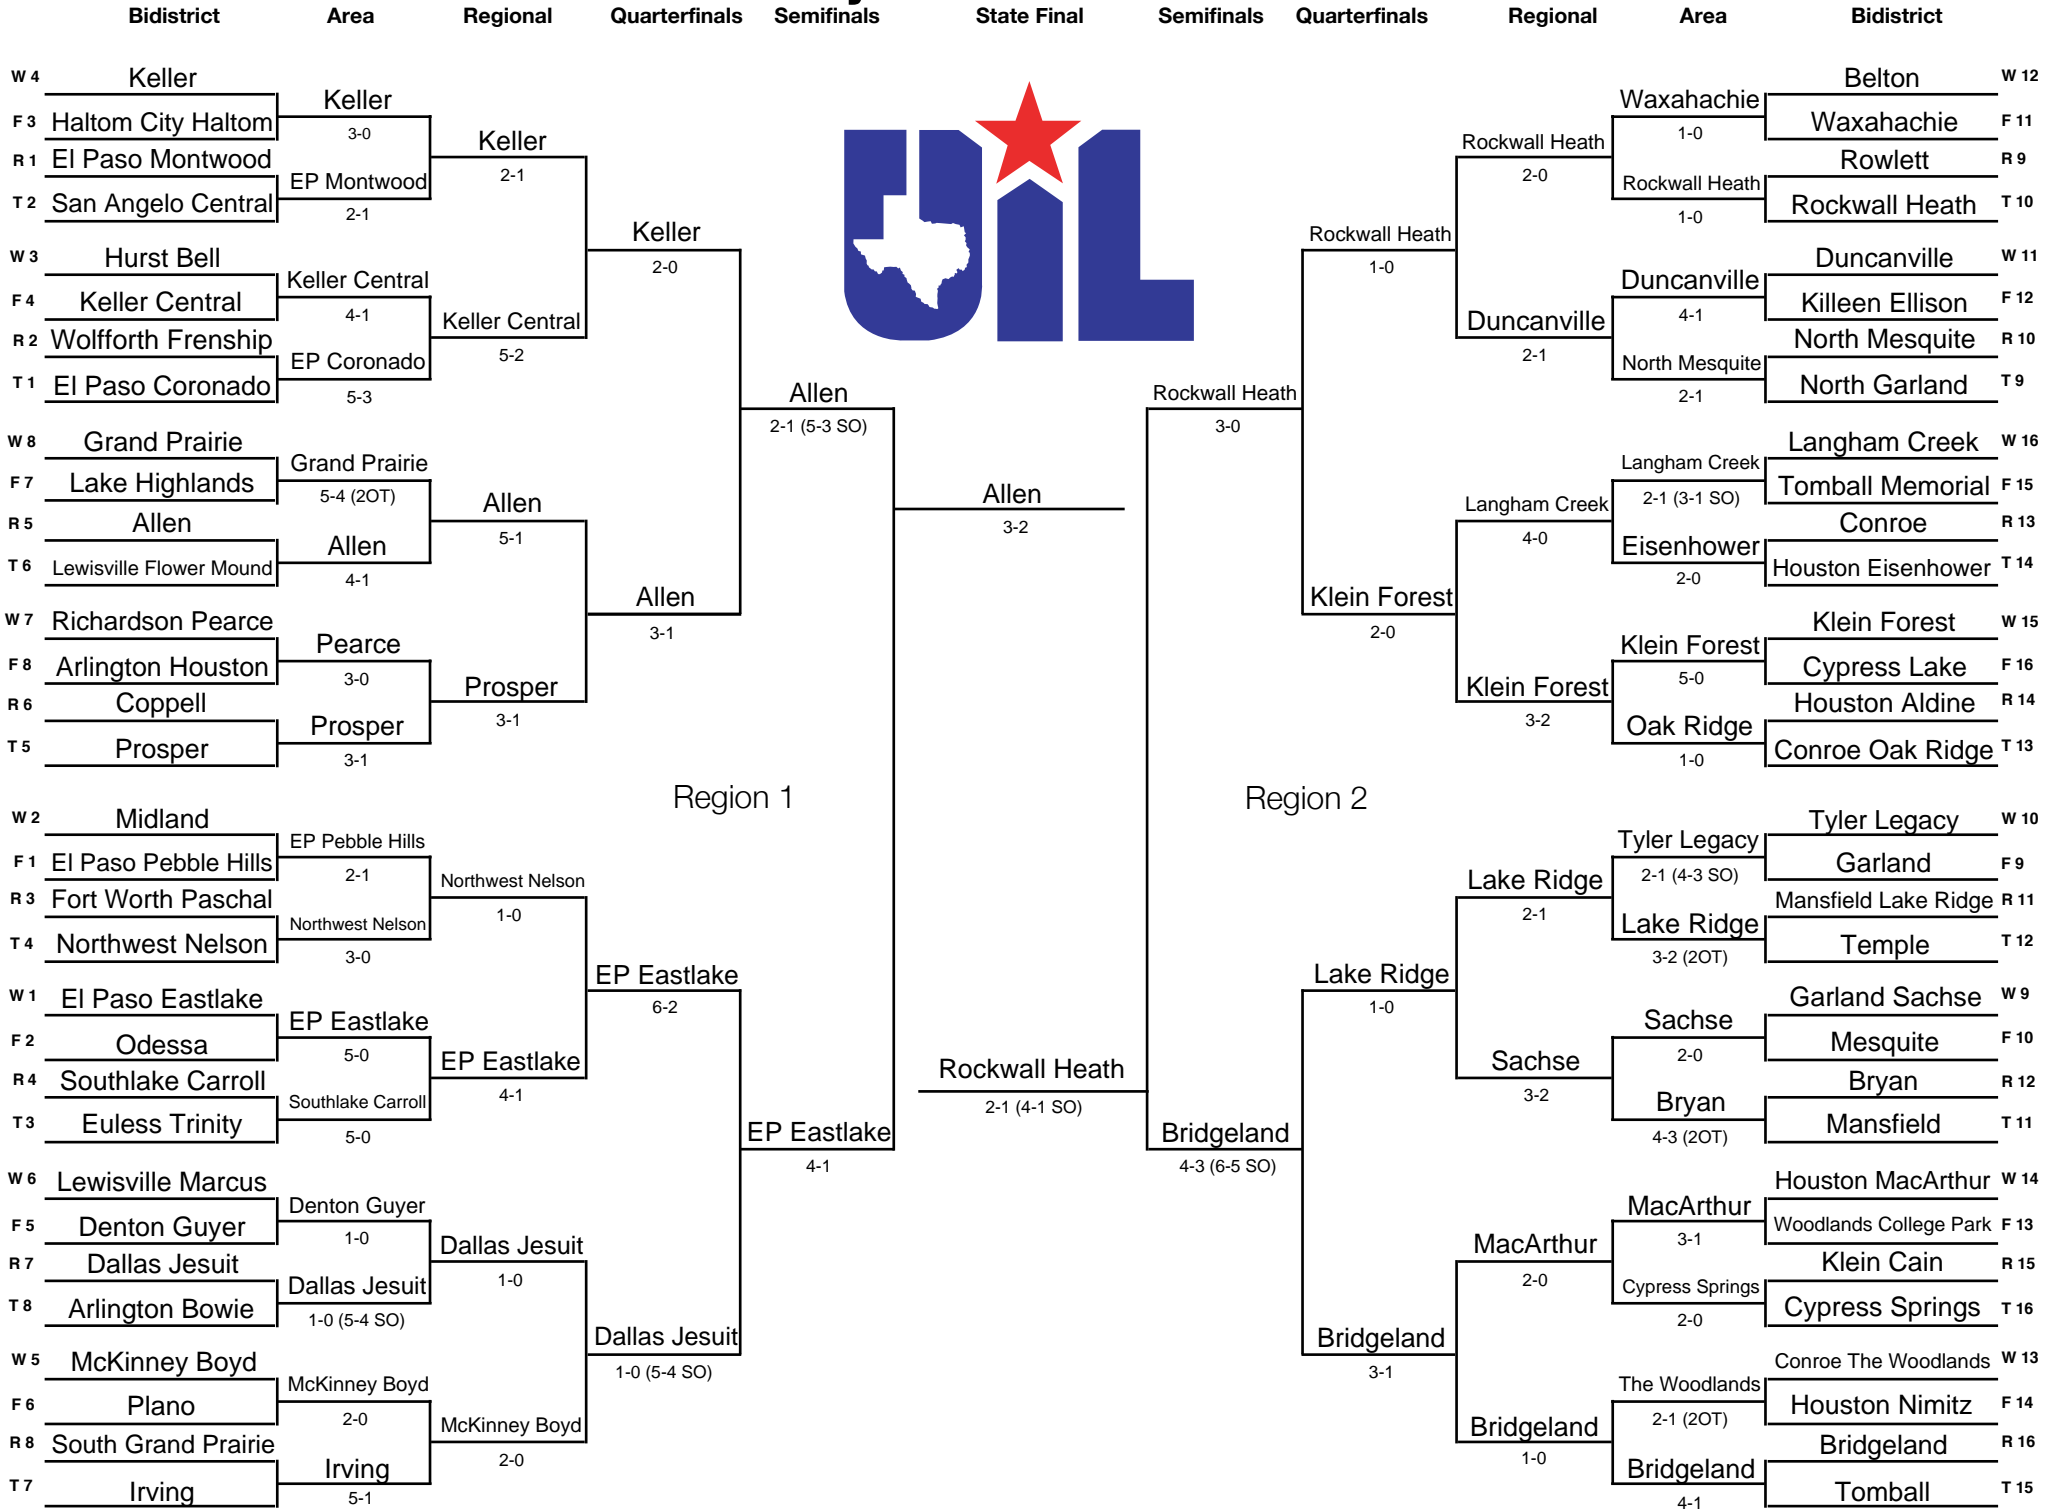 Bidistrict Area Regional Quarterfinals Semifinals State Final Semifinals Quarterfinals Regional Area Bidistrict
W 4 Keller
Keller
F 3 Haltom City Haltom
3-0
Keller
R 1 El Paso Montwood
2-1
EP Montwood
T 2 San Angelo Central
2-1
Keller
2-0
W 3 Hurst Bell
Keller Central
F 4 Keller Central
4-1
Keller Central
R 2 Wolfforth Frenship
5-2
EP Coronado
T 1 El Paso Coronado
5-3
Allen
2-1 (5-3 SO)
W 8 Grand Prairie
Grand Prairie
F 7 Lake Highlands
5-4 (2OT)
Allen
R 5 Allen
5-1
Allen
T 6 Lewisville Flower Mound
4-1
Allen
3-1
W 7 Richardson Pearce
Pearce
F 8 Arlington Houston
3-0
Prosper
R 6 Coppell
3-1
Prosper
T 5 Prosper
3-1
Region 1
W 2 Midland
EP Pebble Hills
F 1 El Paso Pebble Hills
2-1
Northwest Nelson
R 3 Fort Worth Paschal
1-0
Northwest Nelson
T 4 Northwest Nelson
3-0
EP Eastlake
6-2
W 1 El Paso Eastlake
EP Eastlake
F 2 Odessa
5-0
EP Eastlake
R 4 Southlake Carroll
4-1
Southlake Carroll
T 3 Euless Trinity
5-0
EP Eastlake
4-1
W 6 Lewisville Marcus
Denton Guyer
F 5 Denton Guyer
1-0
Dallas Jesuit
R 7 Dallas Jesuit
1-0
Dallas Jesuit
T 8 Arlington Bowie
1-0 (5-4 SO)
Dallas Jesuit
1-0 (5-4 SO)
W 5 McKinney Boyd
McKinney Boyd
F 6 Plano
2-0
McKinney Boyd
R 8 South Grand Prairie
2-0
Irving
T 7 Irving
5-1
UIL
Allen
3-2
Rockwall Heath
2-1 (4-1 SO)
Belton W 12
Waxahachie
Waxahachie F 11
1-0
Rockwall Heath
Rowlett R 9
2-0
Rockwall Heath
Rockwall Heath T 10
1-0
Rockwall Heath
1-0
Duncanville W 11
Duncanville
Killeen Ellison F 12
4-1
Duncanville
North Mesquite R 10
2-1
North Mesquite
North Garland T 9
2-1
Rockwall Heath
3-0
Langham Creek W 16
Langham Creek
Tomball Memorial F 15
2-1 (3-1 SO)
Langham Creek
Conroe R 13
4-0
Eisenhower
Houston Eisenhower T 14
2-0
Klein Forest
2-0
Klein Forest W 15
Klein Forest
Cypress Lake F 16
5-0
Klein Forest
Houston Aldine R 14
3-2
Oak Ridge
Conroe Oak Ridge T 13
1-0
Region 2
Tyler Legacy W 10
Tyler Legacy
Garland F 9
2-1 (4-3 SO)
Lake Ridge
Mansfield Lake Ridge R 11
2-1
Lake Ridge
Temple T 12
3-2 (2OT)
Lake Ridge
1-0
Garland Sachse W 9
Sachse
Mesquite F 10
2-0
Sachse
Bryan R 12
3-2
Bryan
Mansfield T 11
4-3 (2OT)
Bridgeland
4-3 (6-5 SO)
Houston MacArthur W 14
MacArthur
Woodlands College Park F 13
3-1
MacArthur
Klein Cain R 15
2-0
Cypress Springs
Cypress Springs T 16
2-0
Bridgeland
3-1
Conroe The Woodlands W 13
The Woodlands
Houston Nimitz F 14
2-1 (2OT)
Bridgeland
Bridgeland R 16
1-0
Bridgeland
Tomball T 15
4-1